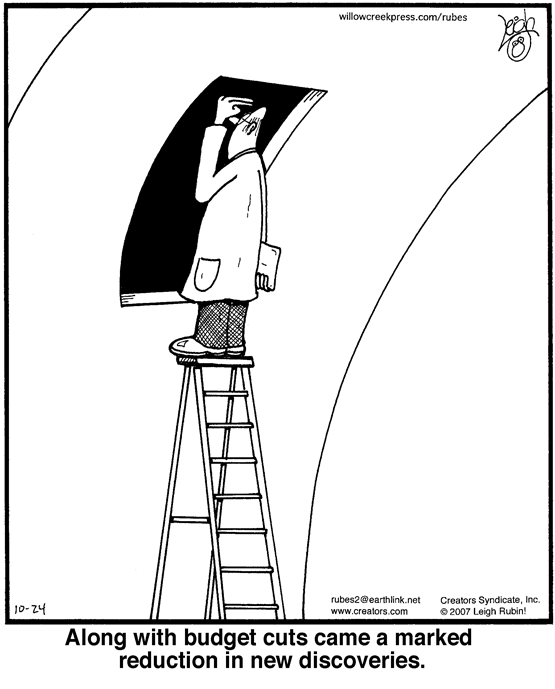 willowcreekpress.com/rubes
Leigh
10-24
rubes2@earthlink.net
www.creators.com
Creators Syndicate, Inc.
© 2007 Leigh Rubin!
Along with budget cuts came a marked
reduction in new discoveries.